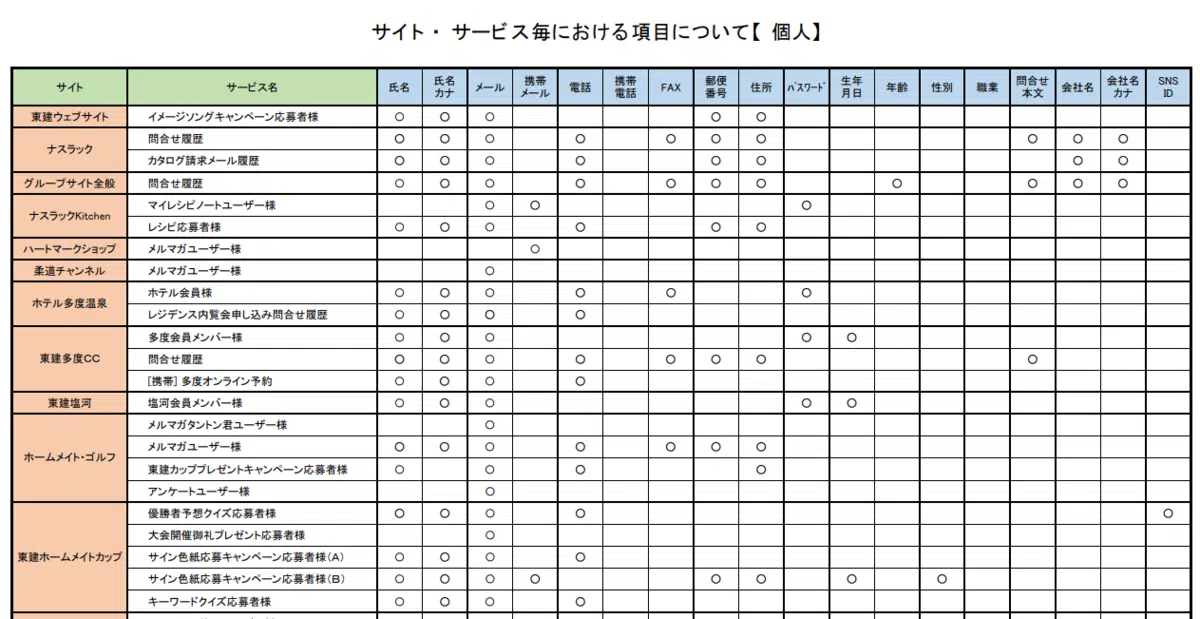 サイト・ サービス毎における項目について【 個人】
サイト サービス名 氏名 氏名カナ メール 携帯メール 電話 携帯電話 FAX 郵便番号 住所 パスワード 生年月日 年齢 性別 職業 問合せ本文 会社名 会社名カナ SNS ID
東建ウェブサイト イメージソングキャンペーン応募者様 ○ ○ ○ ○ ○
ナスラック 問合せ履歴 ○ ○ ○ ○ ○ ○ ○ ○ ○ ○
カタログ請求メール履歴 ○ ○ ○ ○ ○ ○ ○ ○
グループサイト全般 問合せ履歴 ○ ○ ○ ○ ○ ○ ○ ○ ○ ○ ○
ナスラックKitchen マイレシピノートユーザー様 ○ ○ ○
レシピ応募者様 ○ ○ ○ ○ ○ ○
ハートマークショップ メルマガユーザー様 ○
柔道チャンネル メルマガユーザー様 ○
ホテル多度温泉 ホテル会員様 ○ ○ ○ ○ ○ ○
レジデンス内覧会申し込み問合せ履歴 ○ ○ ○ ○
東建多度CC 多度会員メンバー様 ○ ○ ○ ○ ○
問合せ履歴 ○ ○ ○ ○ ○ ○ ○ ○
[携帯] 多度オンライン予約 ○ ○ ○ ○
東建塩河 塩河会員メンバー様 ○ ○ ○ ○ ○
ホームメイト・ゴルフ メルマガタントン君ユーザー様 ○
メルマガユーザー様 ○ ○ ○ ○ ○ ○ ○
東建カッププレゼントキャンペーン応募者様 ○ ○ ○ ○
アンケートユーザー様 ○
東建ホームメイトカップ 優勝者予想クイズ応募者様 ○ ○ ○ ○ ○
大会開催御礼プレゼント応募者様 ○
サイン色紙応募キャンペーン応募者様(A) ○ ○ ○ ○
サイン色紙応募キャンペーン応募者様(B) ○ ○ ○ ○ ○ ○ ○ ○
キーワードクイズ応募者様 ○ ○ ○ ○